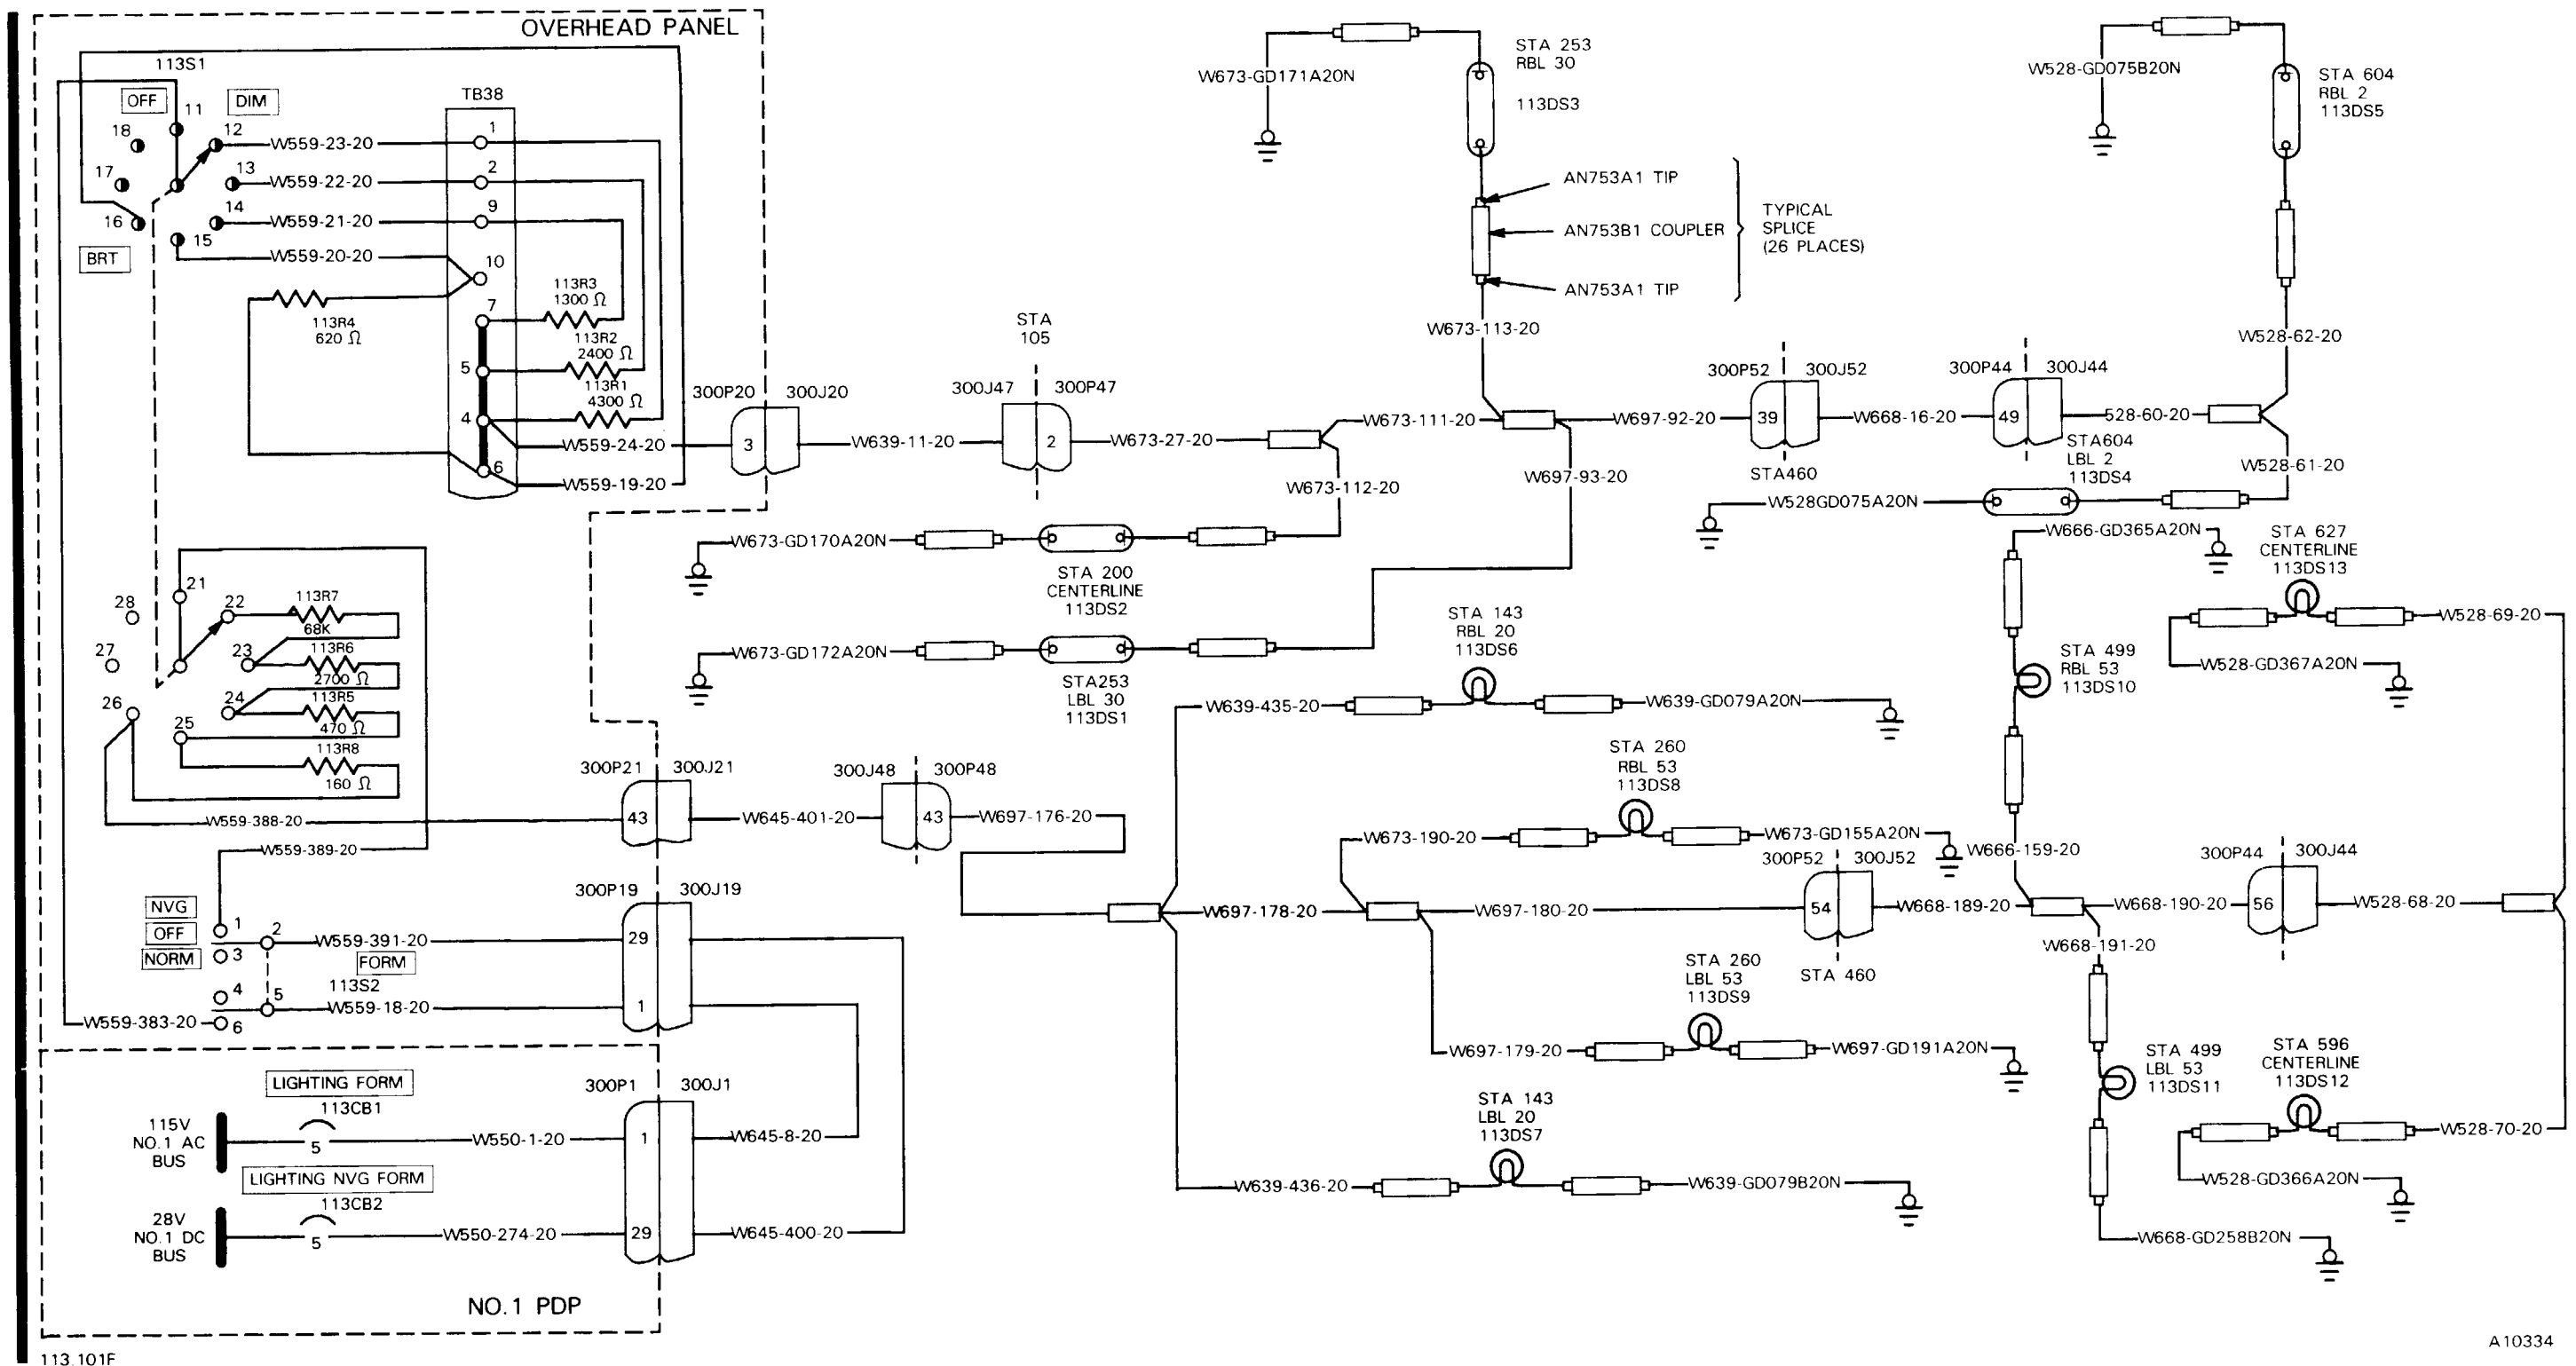 OVERHEAD PANEL
113S1
OFF
DIM
11
12
13
14
15
16
17
18
BRT
W559-23-20
W559-22-20
W559-21-20
W559-20-20
TB38
1
2
9
10
7
5
4
6
113R4
620 Ω
113R3
1300 Ω
113R2
2400 Ω
113R1
4300 Ω
W559-24-20
W559-19-20
300P20
300J20
3
W639-11-20
STA
105
300J47
300P47
2
W673-27-20
W673-111-20
W673-112-20
W673-GD170A20N
STA 200
CENTERLINE
113DS2
W673-GD172A20N
STA253
LBL 30
113DS1
W673-GD171A20N
STA 253
RBL 30
113DS3
AN753A1 TIP
AN753B1 COUPLER
AN753A1 TIP
TYPICAL
SPLICE
(26 PLACES)
W673-113-20
W697-92-20
W697-93-20
300P52
300J52
39
STA460
W668-16-20
300P44
300J44
49
528-60-20
W528-GD075B20N
STA 604
RBL 2
113DS5
W528-62-20
W528-61-20
STA604
LBL 2
113DS4
W528GD075A20N
21
22
23
24
25
26
27
28
113R7
68K
113R6
2700 Ω
113R5
470 Ω
113R8
160 Ω
W559-388-20
W559-389-20
300P21
300J21
43
W645-401-20
300J48
300P48
43
W697-176-20
NVG
OFF
NORM
1
2
3
4
5
6
W559-391-20
FORM
113S2
W559-18-20
W559-383-20
300P19
300J19
29
1
LIGHTING FORM
113CB1
115V
NO.1 AC
BUS
5
W550-1-20
300P1
300J1
1
W645-8-20
LIGHTING NVG FORM
113CB2
28V
NO.1 DC
BUS
5
W550-274-20
29
W645-400-20
NO.1 PDP
W639-435-20
STA 143
RBL 20
113DS6
W639-GD079A20N
STA 260
RBL 53
113DS8
W673-190-20
W673-GD155A20N
W697-178-20
W697-180-20
300P52
300J52
54
STA 460
W668-189-20
W697-179-20
STA 260
LBL 53
113DS9
W697-GD191A20N
W639-436-20
STA 143
LBL 20
113DS7
W639-GD079B20N
W666-GD365A20N
STA 499
RBL 53
113DS10
W666-159-20
W668-190-20
W668-191-20
300P44
300J44
56
W528-68-20
STA 627
CENTERLINE
113DS13
W528-69-20
W528-GD367A20N
STA 499
LBL 53
113DS11
W668-GD258B20N
STA 596
CENTERLINE
113DS12
W528-70-20
W528-GD366A20N
113.101F
A10334